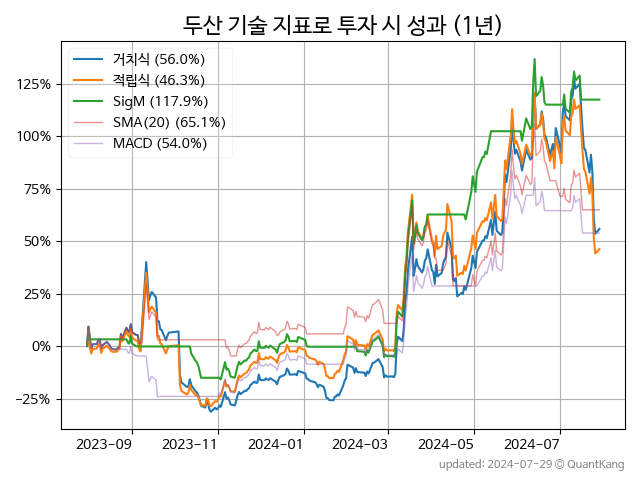 두산 기술 지표로 투자 시 성과 (1년)
거치식 (56.0%)
적립식 (46.3%)
SigM (117.9%)
SMA(20) (65.1%)
MACD (54.0%)
125%
100%
75%
50%
25%
0%
−25%
2023-09
2023-11
2024-01
2024-03
2024-05
2024-07
updated: 2024-07-29 © QuantKang